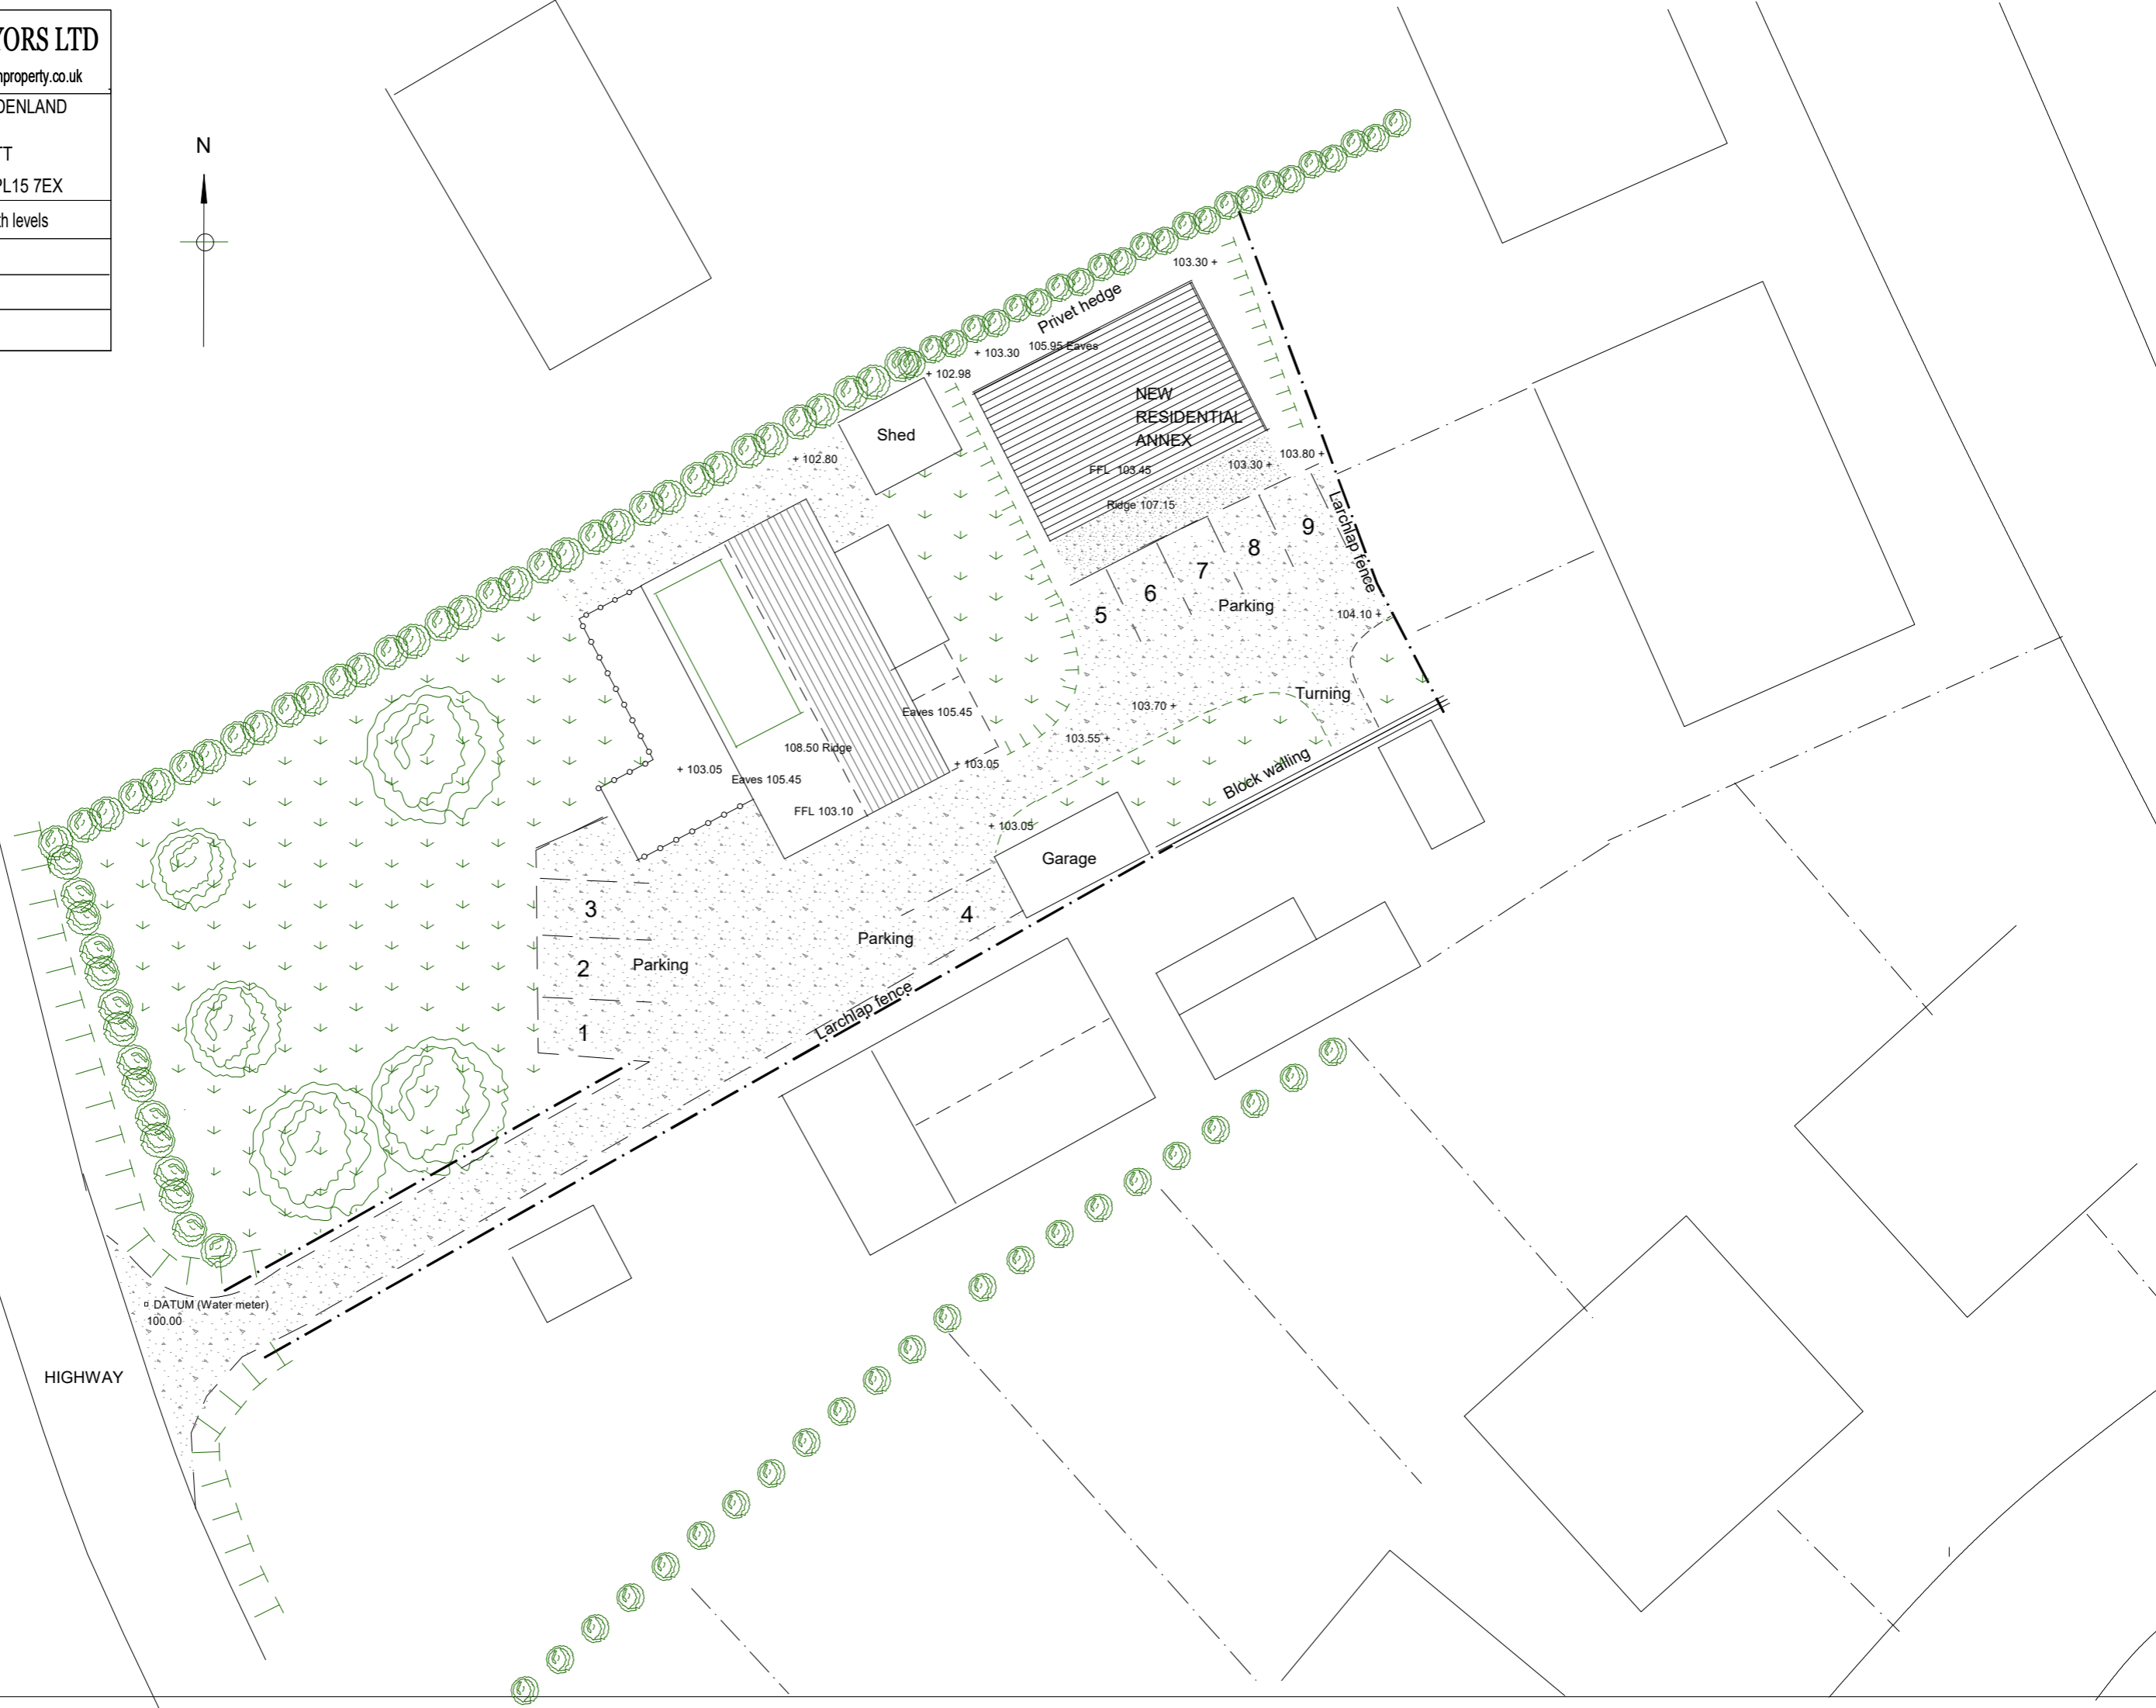 YORS LTD
nproperty.co.uk
DENLAND
TT
PL15 7EX
th levels
N
103.30 +
Privet hedge
105.95 Eaves
+ 103.30
+ 102.98
NEW
RESIDENTIAL
ANNEX
Shed
+ 102.80
FFL 103.45
103.30 +
103.80 +
Ridge 107.15
Larchlap fence
9
8
7
6
5
Parking
104.10 +
Turning
103.70 +
Eaves 105.45
103.55 +
108.50 Ridge
+ 103.05
+ 103.05
Eaves 105.45
Block walling
FFL 103.10
+ 103.05
Garage
3
4
Parking
2
Parking
Larchlap fence
1
DATUM (Water meter)
100.00
HIGHWAY